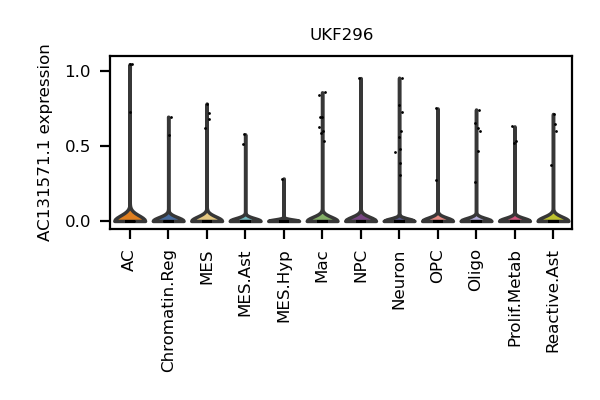 UKF296
AC131571.1 expression
1.0
0.5
0.0
AC
Chromatin.Reg
MES
MES.Ast
MES.Hyp
Mac
NPC
Neuron
OPC
Oligo
Prolif.Metab
Reactive.Ast